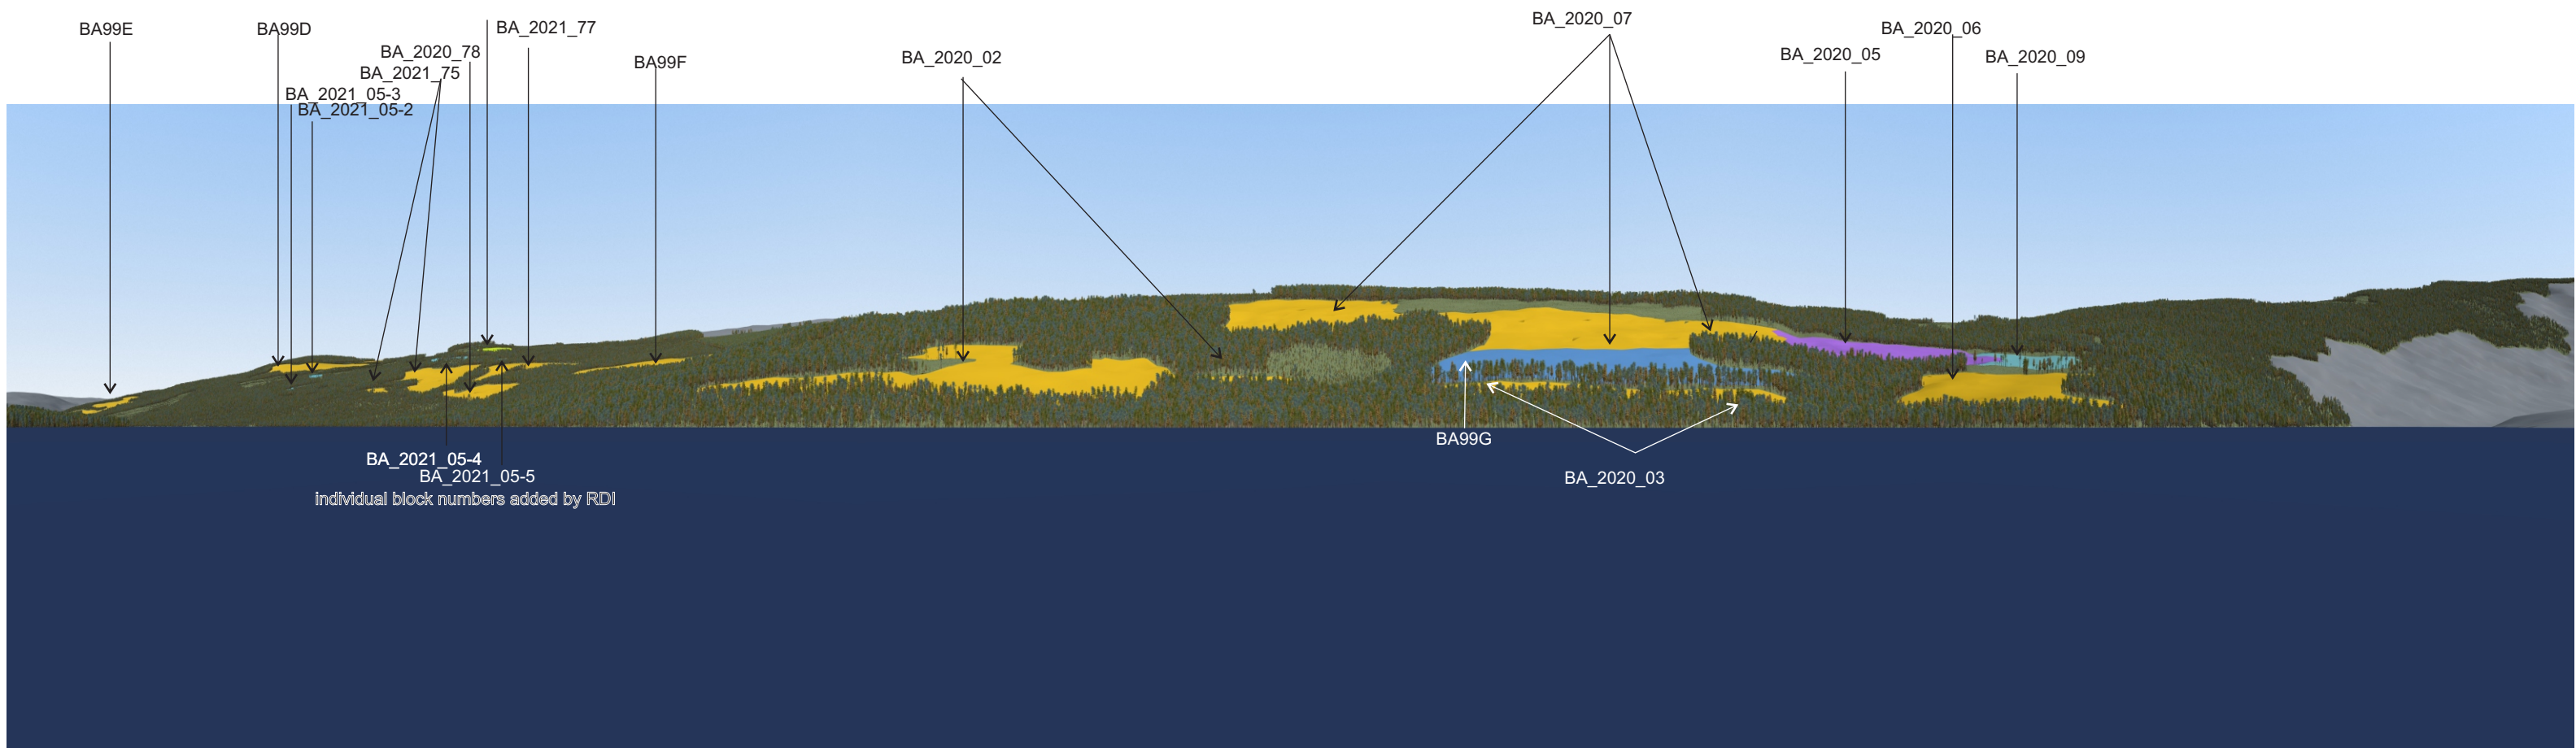 BA99E
BA99D
BA_2021_77
BA_2020_78
BA_2021_75
BA_2021_05-3
BA_2021_05-2
BA99F
BA_2020_02
BA_2020_07
BA_2020_05
BA_2020_06
BA_2020_09
BA_2021_05-4
BA_2021_05-5
individual block numbers added by RDI
BA99G
BA_2020_03